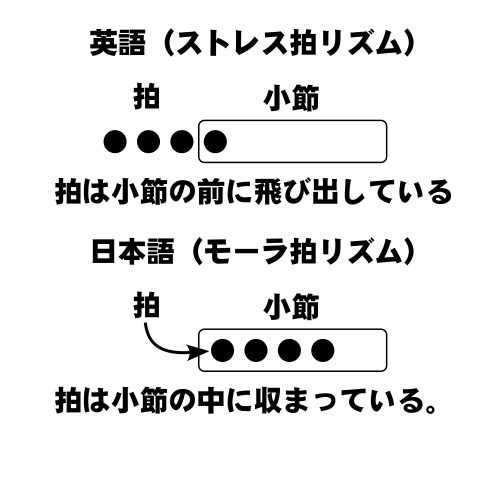 英語（ストレス拍リズム）
拍 小節
拍は小節の前に飛び出している
日本語（モーラ拍リズム）
拍 小節
拍は小節の中に収まっている。